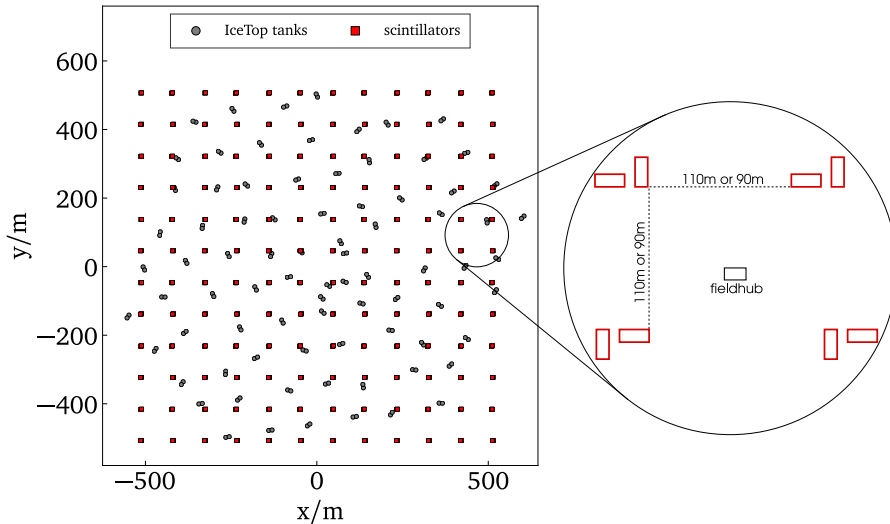 IceTop tanks
scintillators
600
400
200
0
−200
−400
y/m
−500
0
500
x/m
110m or 90m
110m or 90m
fieldhub